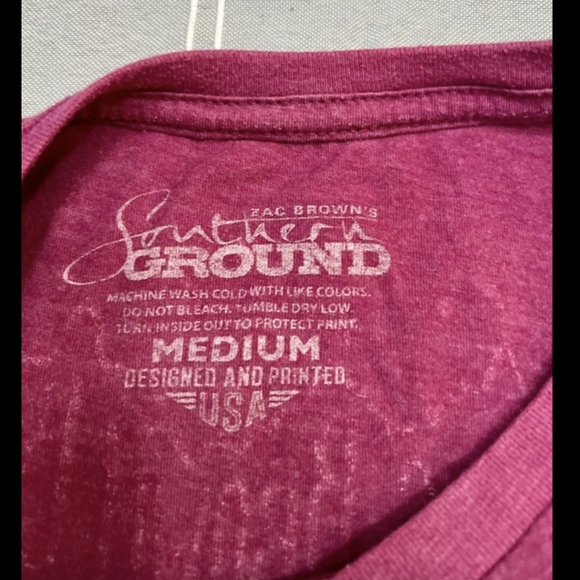 ZAC BROWN'S
Southern
GROUND
MACHINE WASH COLD WITH LIKE COLORS.
DO NOT BLEACH. TUMBLE DRY LOW.
TURN INSIDE OUT TO PROTECT PRINT.
MEDIUM
DESIGNED AND PRINTED
USA